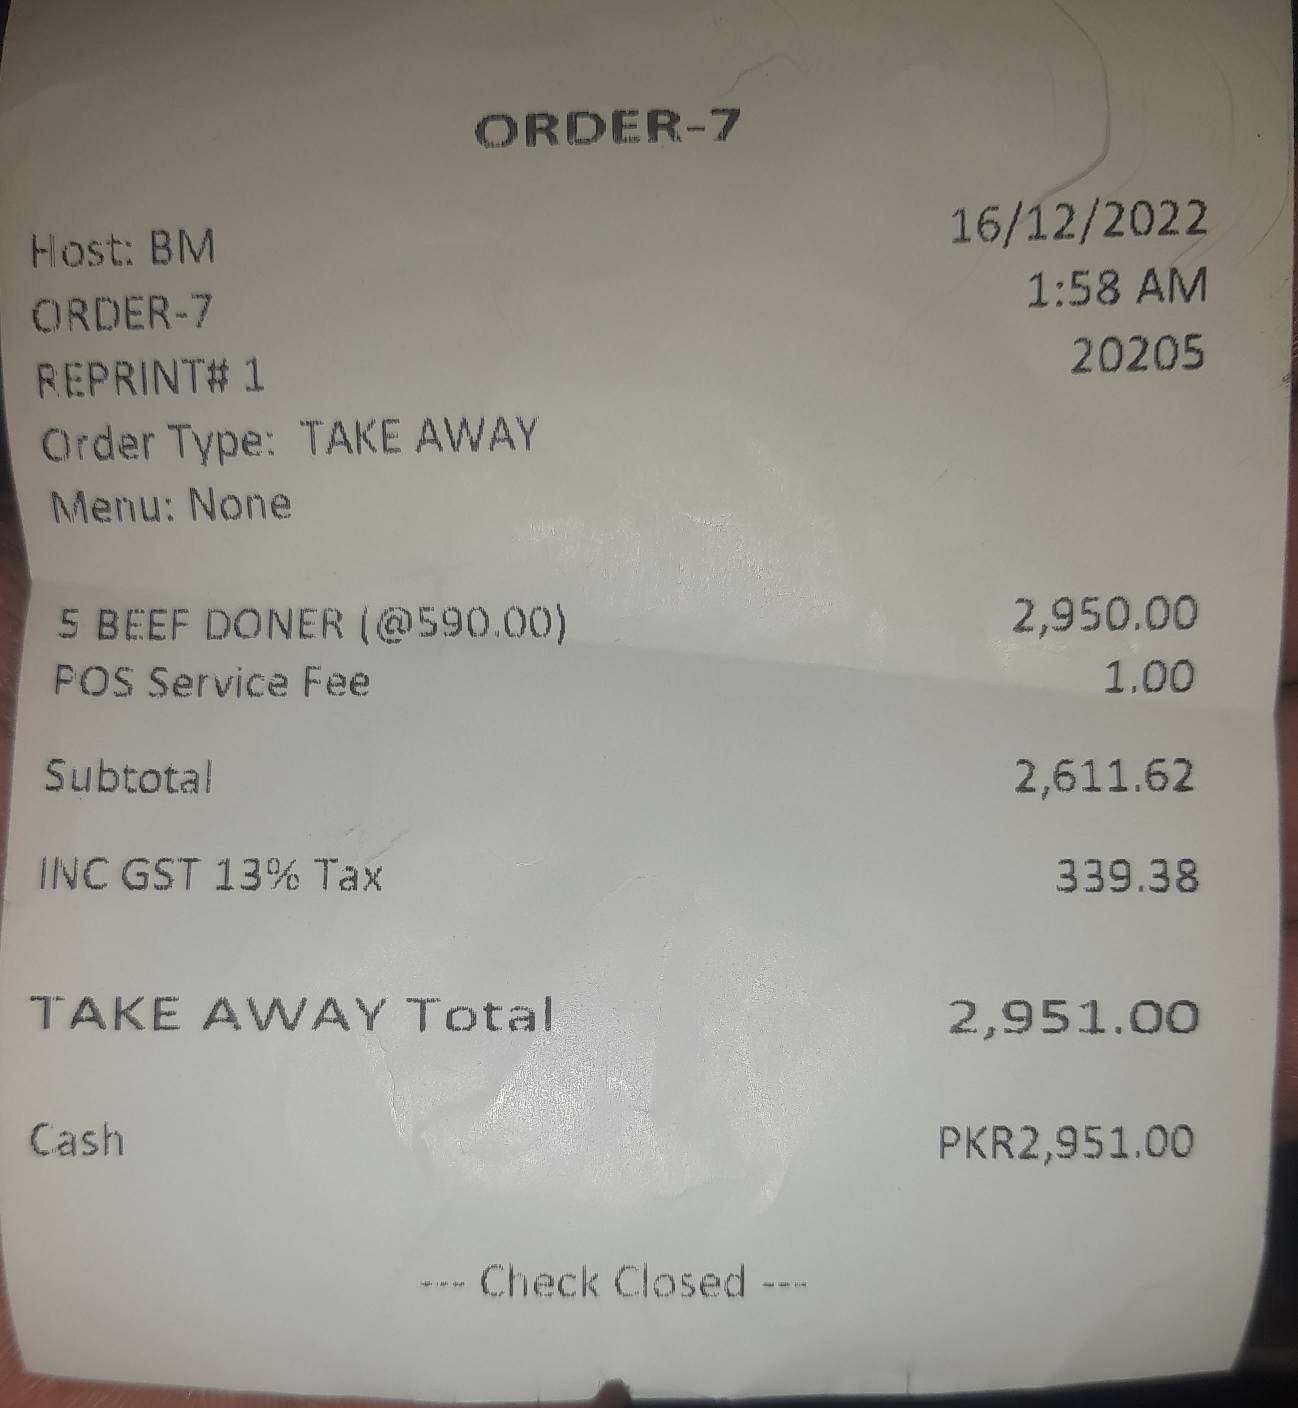 ORDER-7
Host: BM 16/12/2022
ORDER-7 1:58 AM
REPRINT# 1 20205
Order Type: TAKE AWAY
Menu: None
5 BEEF DONER (@590.00) 2,950.00
POS Service Fee 1.00
Subtotal 2,611.62
INC GST 13% Tax 339.38
TAKE AWAY Total 2,951.00
Cash PKR2,951.00
---- Check Closed ----